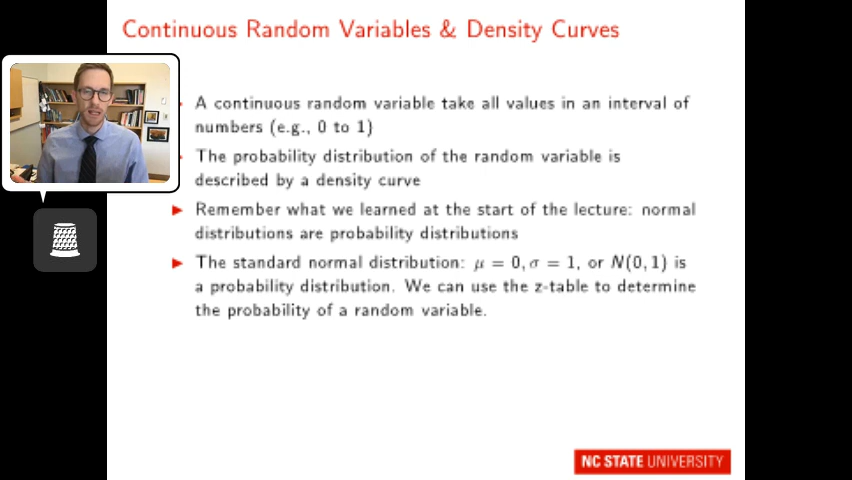 Continuous Random Variables & Density Curves
A continuous random variable take all values in an interval of
numbers (e.g., 0 to 1)
The probability distribution of the random variable is
described by a density curve
Remember what we learned at the start of the lecture: normal
distributions are probability distributions
The standard normal distribution: μ = 0, σ = 1, or N(0, 1) is
a probability distribution. We can use the z-table to determine
the probability of a random variable.
NC STATE UNIVERSITY